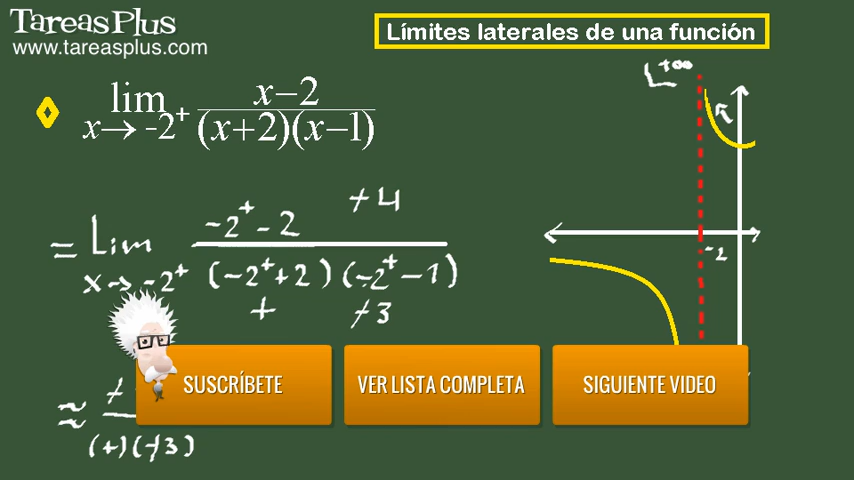 TareasPlus
www.tareasplus.com
Límites laterales de una función
lim x→ -2⁺ x−2 / (x+2)(x−1)
+∞
-2
= Lim x→ -2⁺ -2⁺ - 2 / (-2⁺+2)(-2⁺-1)
≠4
+ ≠3
SUSCRÍBETE
VER LISTA COMPLETA
SIGUIENTE VIDEO
≈
(+)(≠3)